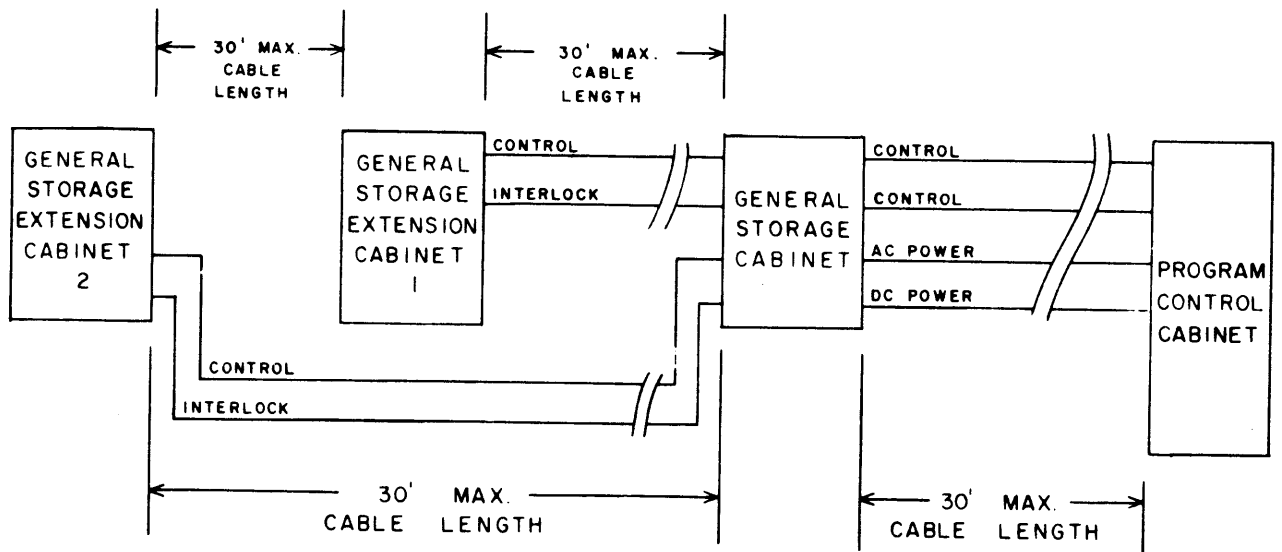 30' MAX.
CABLE
LENGTH
30' MAX.
CABLE
LENGTH
GENERAL
STORAGE
EXTENSION
CABINET
2
GENERAL
STORAGE
EXTENSION
CABINET
1
CONTROL
INTERLOCK
GENERAL
STORAGE
CABINET
CONTROL
CONTROL
AC POWER
DC POWER
PROGRAM
CONTROL
CABINET
CONTROL
INTERLOCK
30' MAX.
CABLE LENGTH
30' MAX.
CABLE LENGTH